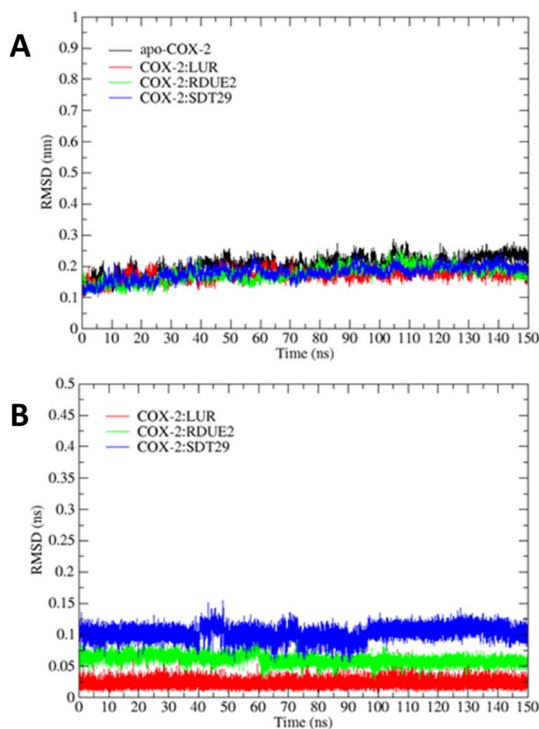 A
apo-COX-2
COX-2:LUR
COX-2:RDUE2
COX-2:SDT29
RMSD (nm)
1
0.9
0.8
0.7
0.6
0.5
0.4
0.3
0.2
0.1
0
0 10 20 30 40 50 60 70 80 90 100 110 120 130 140 150
Time (ns)
B
COX-2:LUR
COX-2:RDUE2
COX-2:SDT29
RMSD (ns)
0.5
0.45
0.4
0.35
0.3
0.25
0.2
0.15
0.1
0.05
0
0 10 20 30 40 50 60 70 80 90 100 110 120 130 140 150
Time (ns)